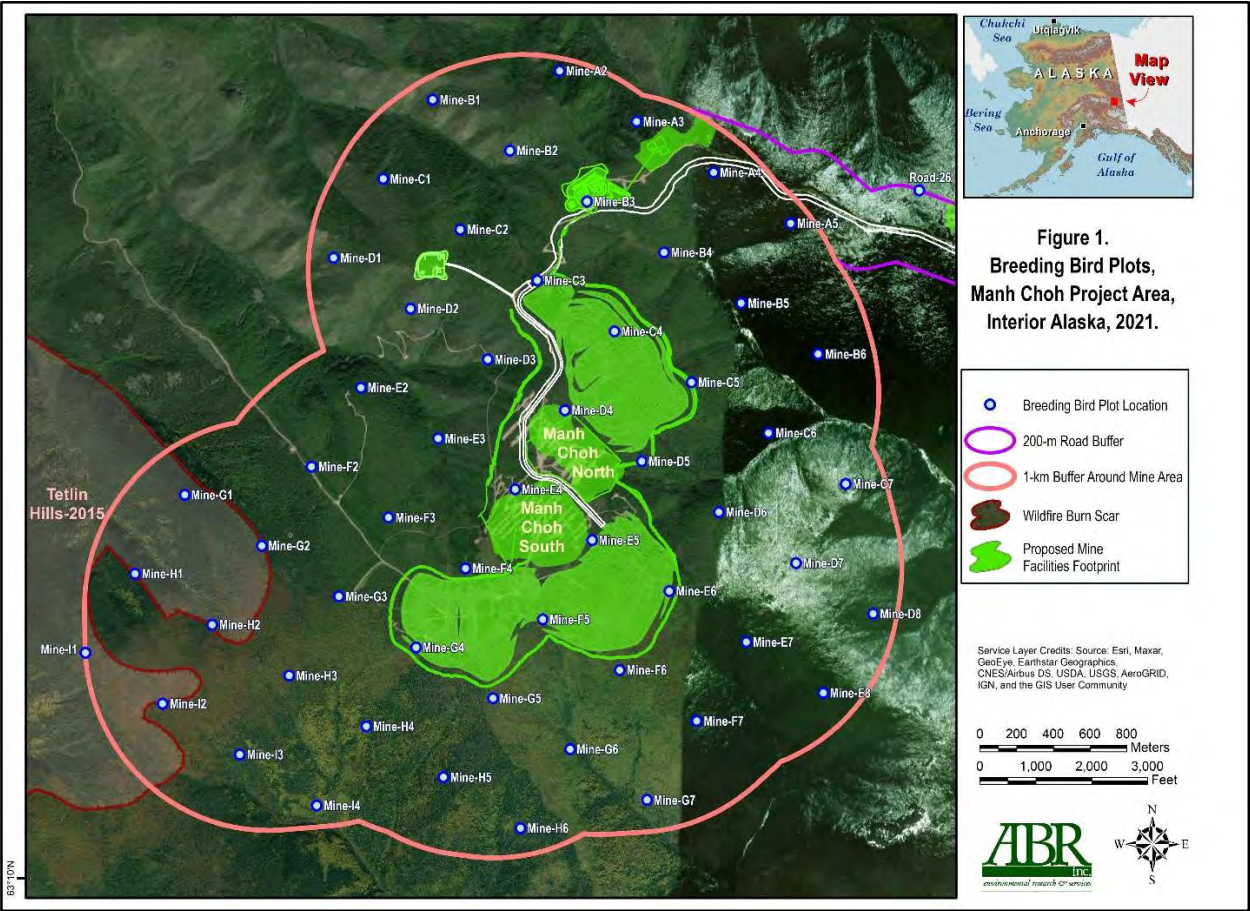 Mine-A2
Mine-B1
Mine-A3
Mine-B2
Mine-A4
Mine-C1
Road-26
Mine-B3
Mine-A5
Mine-C2
Mine-B4
Mine-D1
Mine-C3
Mine-D2
Mine-B5
Mine-C4
Mine-B6
Mine-D3
Mine-C5
Mine-E2
Mine-D4
Mine-C6
Manh
Choh
North
Mine-E3
Mine-D5
Mine-F2
Mine-C7
Mine-E4
Mine-G1
Tetlin
Hills-2015
Manh
Choh
South
Mine-D6
Mine-F3
Mine-E5
Mine-G2
Mine-D7
Mine-F4
Mine-H1
Mine-E6
Mine-G3
Mine-D8
Mine-F5
Mine-H2
Mine-E7
Mine-G4
Mine-I1
Mine-F6
Mine-H3
Mine-E8
Mine-G5
Mine-I2
Mine-F7
Mine-H4
Mine-G6
Mine-I3
Mine-H5
Mine-G7
Mine-I4
Mine-H6
63°10'N
Chukchi
Sea
Utqiagvik
ALASKA
Map
View
Bering
Sea
Anchorage
Gulf of
Alaska
Figure 1.
Breeding Bird Plots,
Manh Choh Project Area,
Interior Alaska, 2021.
Breeding Bird Plot Location
200-m Road Buffer
1-km Buffer Around Mine Area
Wildfire Burn Scar
Proposed Mine
Facilities Footprint
Service Layer Credits: Source: Esri, Maxar,
GeoEye, Earthstar Geographics,
CNES/Airbus DS, USDA, USGS, AeroGRID,
IGN, and the GIS User Community
0 200 400 600 800
Meters
0 1,000 2,000 3,000
Feet
ABR
inc.
environmental research & services
N
W E
S